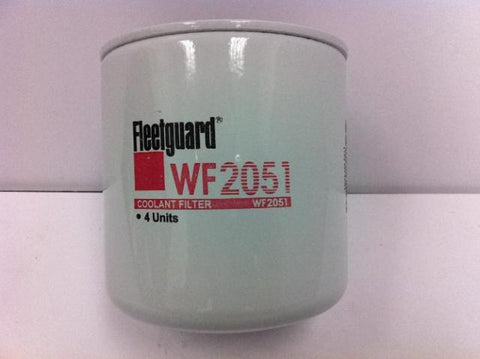 Fleetguard®
WF2051
COOLANT FILTER WF2051
• 4 Units